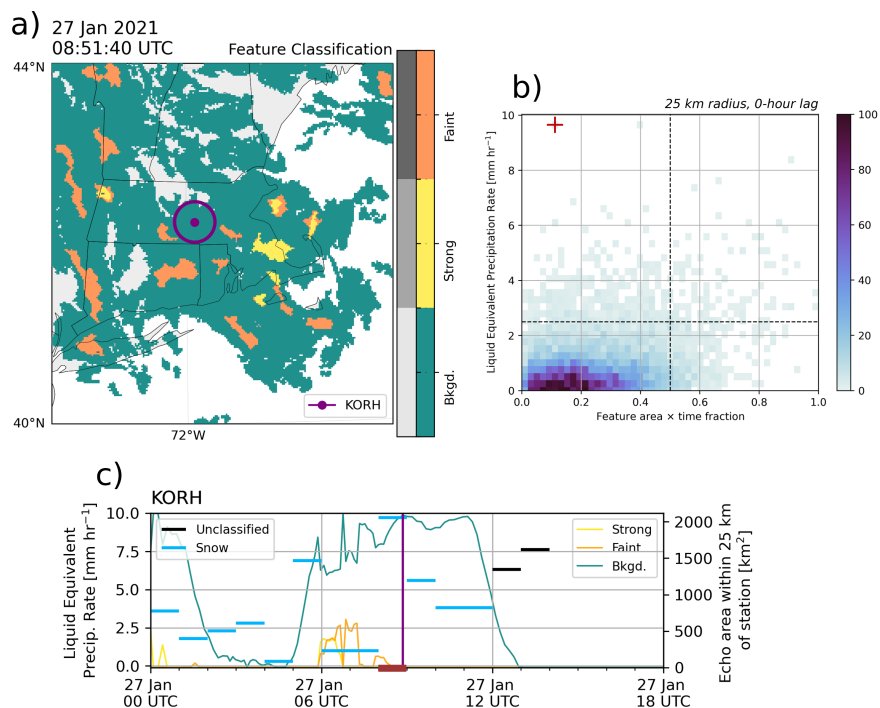 a)
27 Jan 2021
08:51:40 UTC
Feature Classification
44°N
40°N
72°W
KORH
Faint
Strong
Bkgd.
b)
25 km radius, 0-hour lag
Liquid Equivalent Precipitation Rate [mm hr⁻¹]
10
8
6
4
2
0
0.0 0.2 0.4 0.6 0.8 1.0
Feature area × time fraction
100
80
60
40
20
0
c)
KORH
Liquid Equivalent
Precip. Rate [mm hr⁻¹]
10.0
7.5
5.0
2.5
0.0
Unclassified
Snow
Strong
Faint
Bkgd.
2000
1500
1000
500
0
Echo area within 25 km
of station [km²]
27 Jan 27 Jan 27 Jan 27 Jan
00 UTC 06 UTC 12 UTC 18 UTC